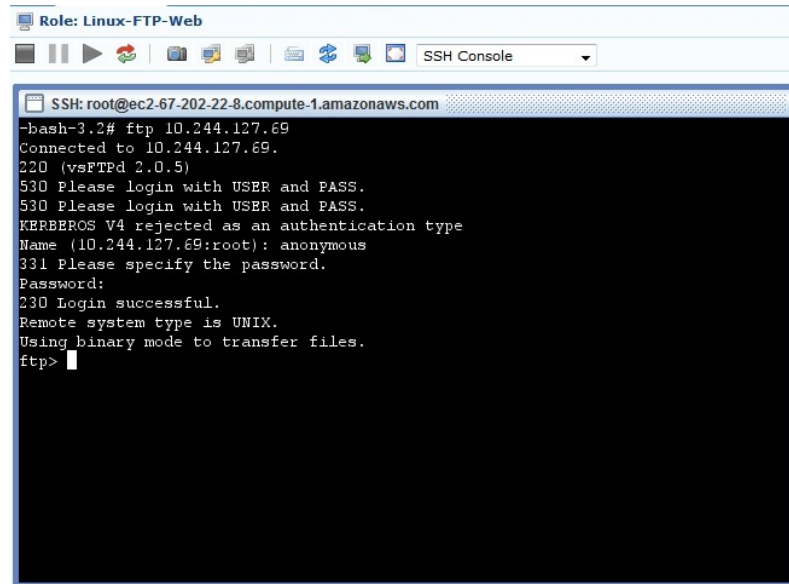 Role: Linux-FTP-Web
SSH Console
SSH: root@ec2-67-202-22-8.compute-1.amazonaws.com
-bash-3.2# ftp 10.244.127.69
Connected to 10.244.127.69.
220 (vsFTPd 2.0.5)
530 Please login with USER and PASS.
530 Please login with USER and PASS.
KERBEROS_V4 rejected as an authentication type
Name (10.244.127.69:root): anonymous
331 Please specify the password.
Password:
230 Login successful.
Remote system type is UNIX.
Using binary mode to transfer files.
ftp>